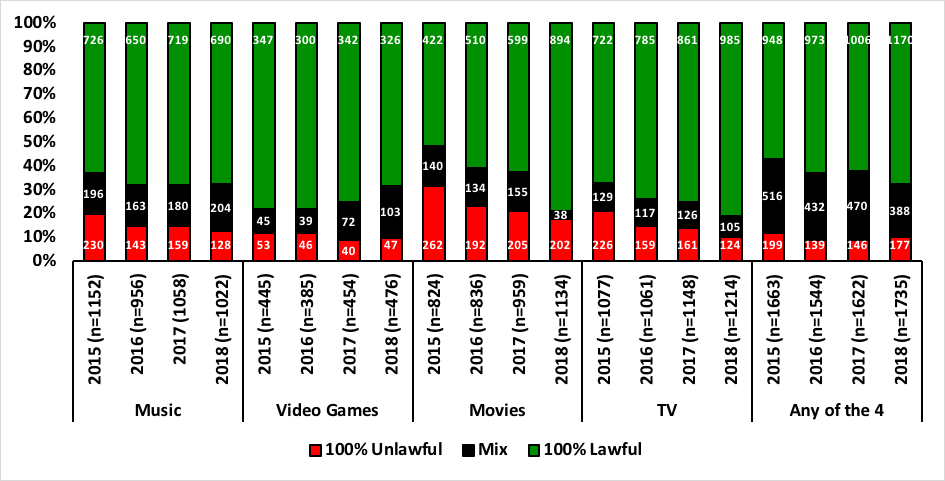 100%
90%
80%
70%
60%
50%
40%
30%
20%
10%
0%
726 650 719 690 347 300 342 326 422 510 599 894 722 785 861 985 948 973 1006 1170
196 163 180 204 45 39 72 103 140 134 155 38 129 117 126 105 516 432 470 388
230 143 159 128 53 46 40 47 262 192 205 202 226 159 161 124 199 139 146 177
2015 (n=1152)
2016 (n=956)
2017 (1058)
2018 (n=1022)
2015 (n=445)
2016 (n=385)
2017 (n=454)
2018 (n=476)
2015 (n=824)
2016 (n=836)
2017 (n=959)
2018 (n=1134)
2015 (n=1077)
2016 (n=1061)
2017 (n=1148)
2018 (n=1214)
2015 (n=1663)
2016 (n=1544)
2017 (n=1622)
2018 (n=1735)
Music Video Games Movies TV Any of the 4
100% Unlawful Mix 100% Lawful